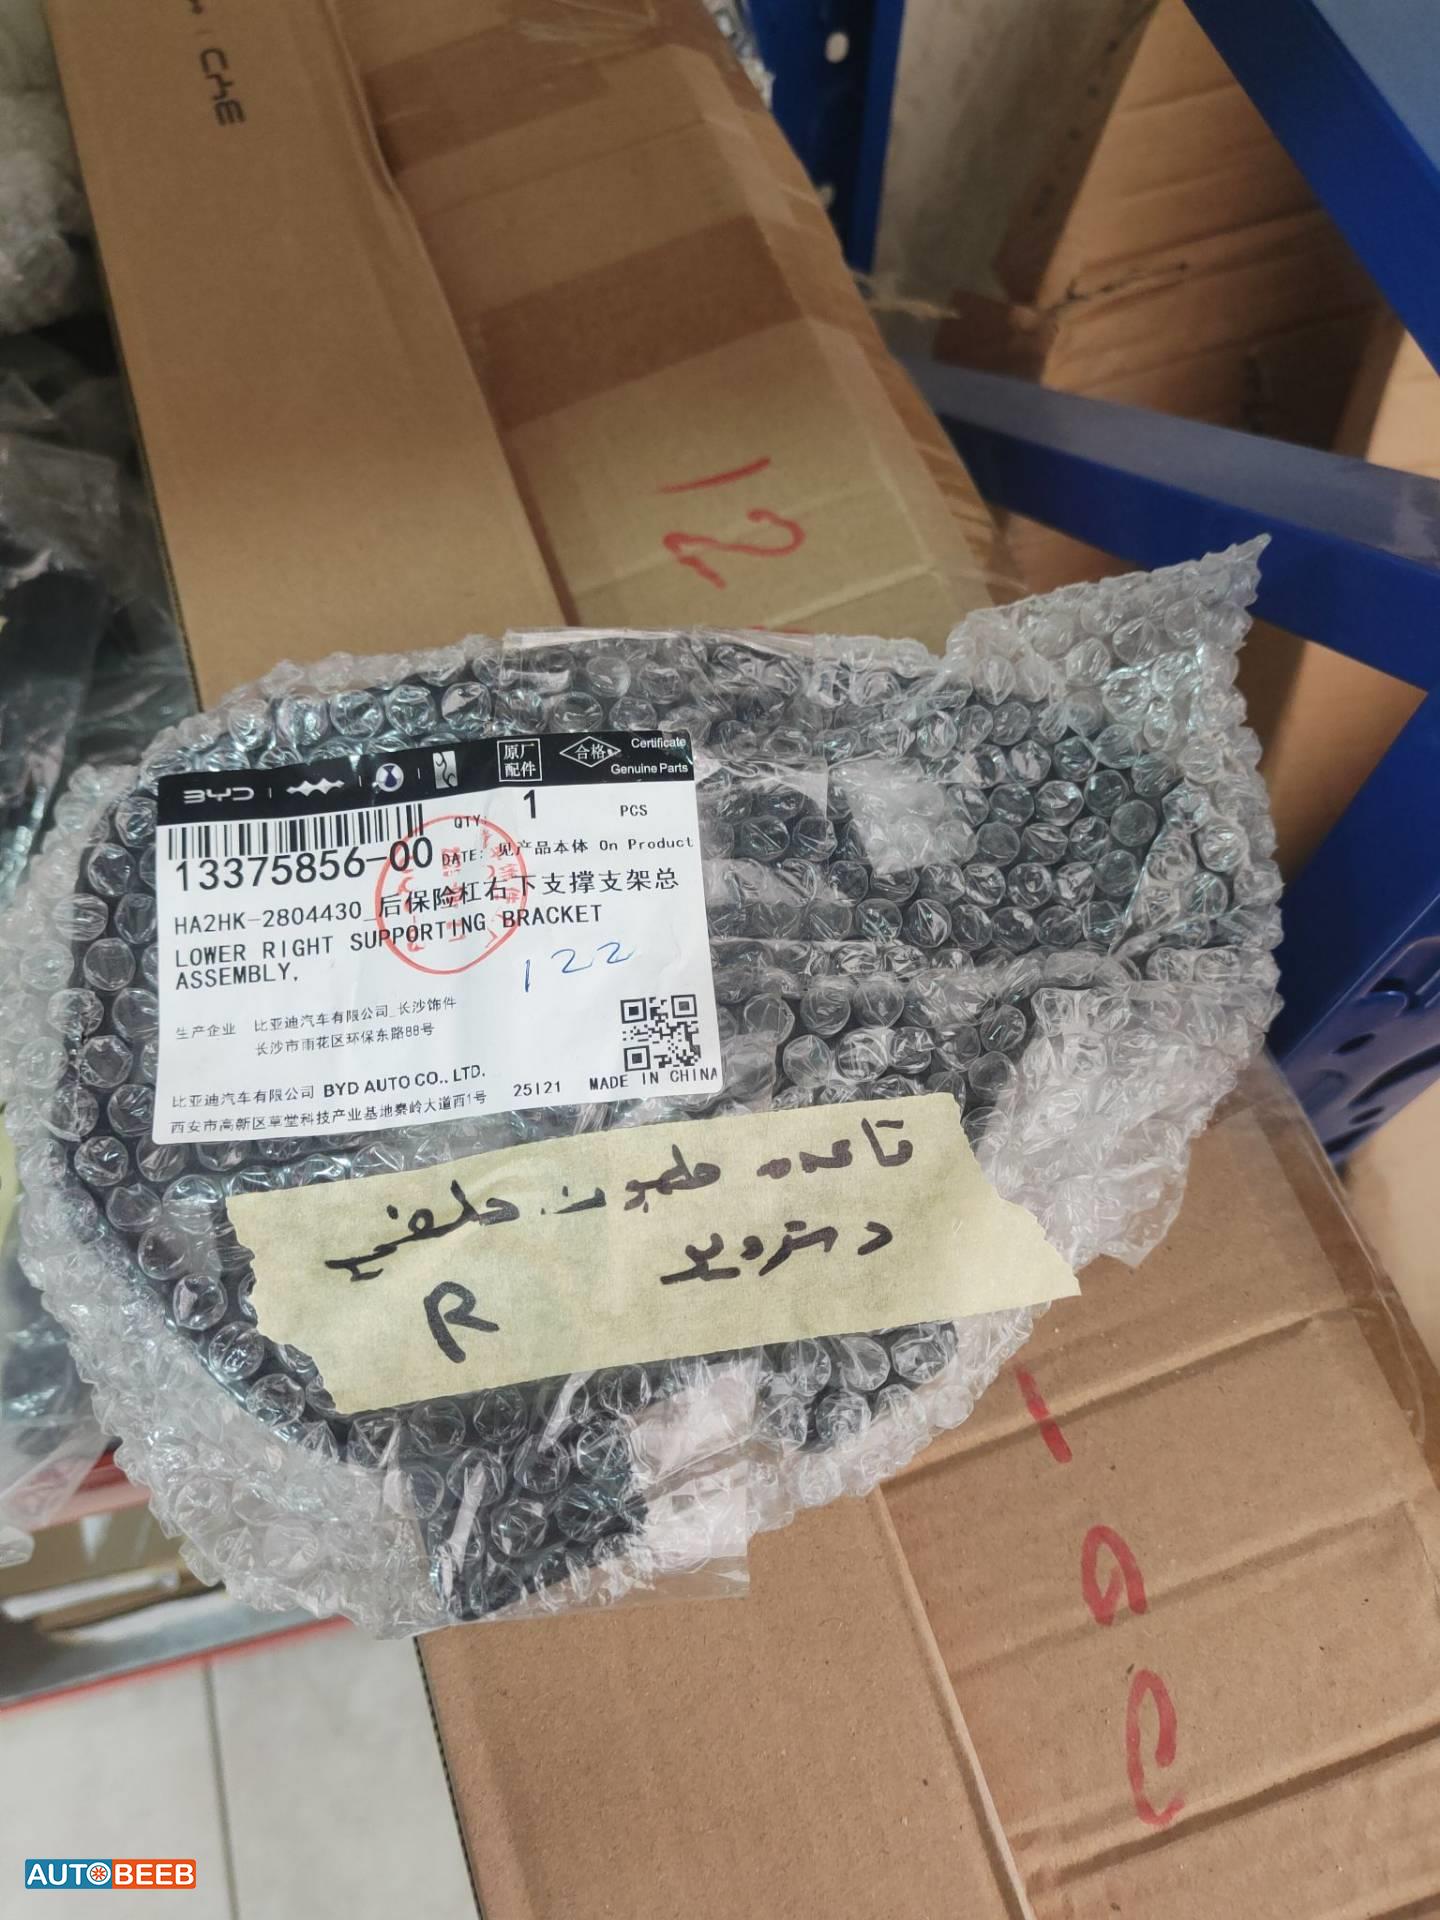 BYD
BYD
原厂
配件
合格
Certificate
Genuine Parts
QTY 1 PCS
13375856-00
DATE: 见产品本体 On Product
HA2HK-2804430_后保险杠右下支撑支架总
LOWER RIGHT SUPPORTING BRACKET
ASSEMBLY,
122
生产企业 比亚迪汽车有限公司_长沙饰件
长沙市雨花区环保东路88号
比亚迪汽车有限公司 BYD AUTO CO., LTD. 25I21 MADE IN CHINA
西安市高新区草堂科技产业基地秦岭大道西1号
R
12
100
AUTOBEEB